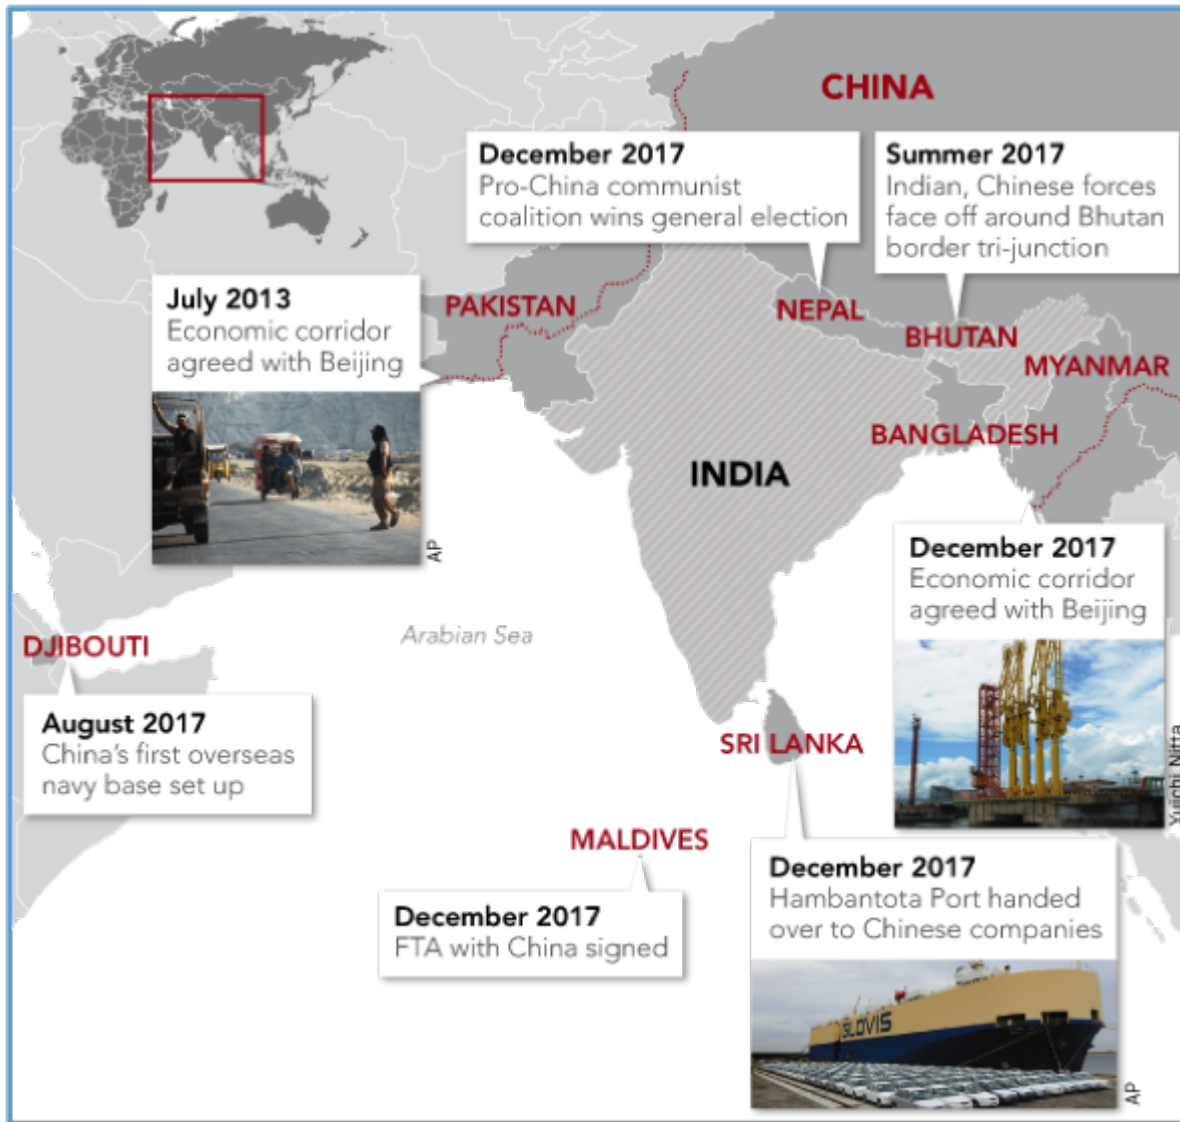 CHINA
December 2017
Pro-China communist
coalition wins general election
Summer 2017
Indian, Chinese forces
face off around Bhutan
border tri-junction
July 2013
Economic corridor
agreed with Beijing
AP
PAKISTAN
NEPAL
BHUTAN
MYANMAR
BANGLADESH
INDIA
December 2017
Economic corridor
agreed with Beijing
Yuichi Nitta
Arabian Sea
DJIBOUTI
August 2017
China's first overseas
navy base set up
SRI LANKA
MALDIVES
December 2017
FTA with China signed
December 2017
Hambantota Port handed
over to Chinese companies
GLOVIS
AP